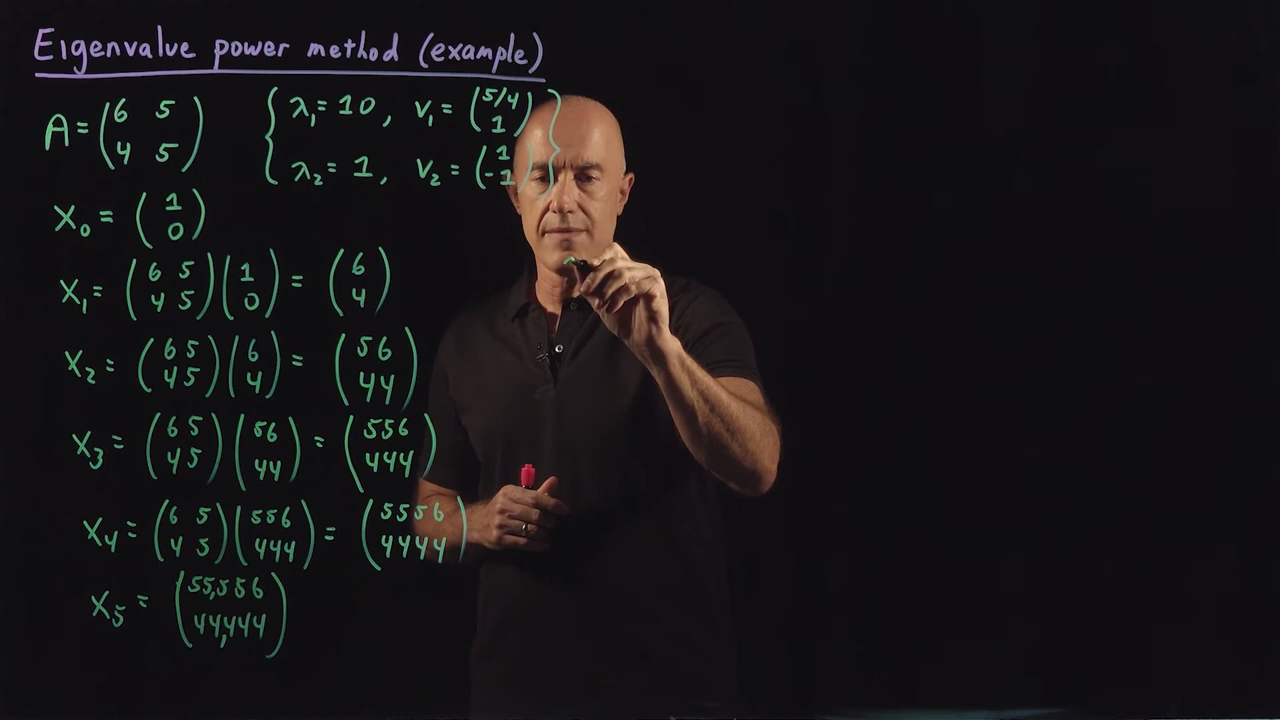 Eigenvalue power method (example)
A = (6 5; 4 5) { λ₁ = 10, v₁ = (5/4; 1)
λ₂ = 1, v₂ = (1; -1) }
x₀ = (1; 0)
x₁ = (6 5; 4 5)(1; 0) = (6; 4)
x₂ = (6 5; 4 5)(6; 4) = (56; 44)
x₃ = (6 5; 4 5)(56; 44) = (556; 444)
x₄ = (6 5; 4 5)(556; 444) = (5556; 4444)
x₅ = (55,556; 44,444)